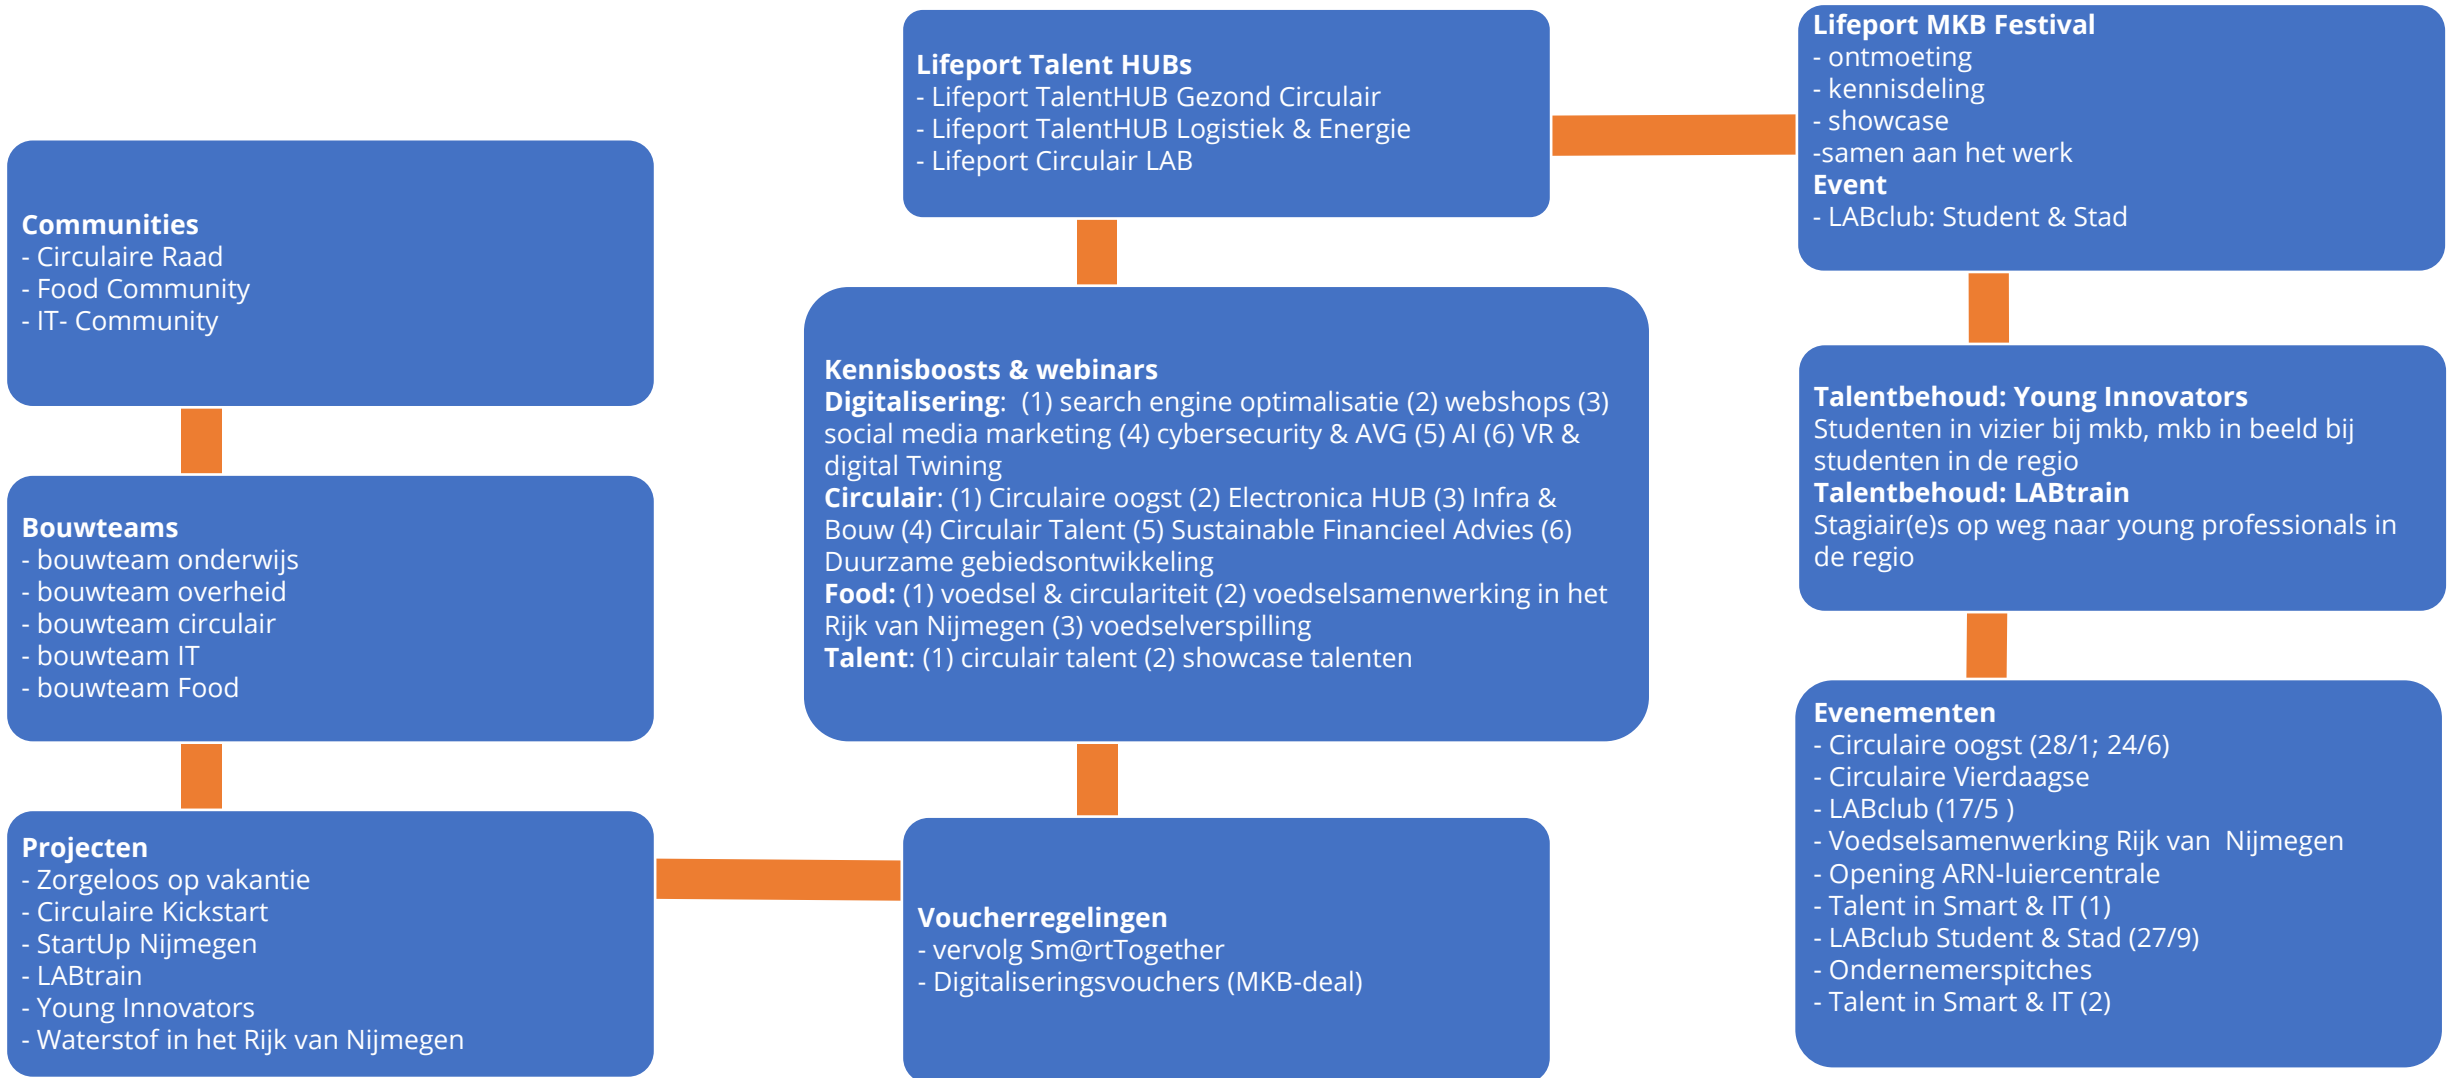 Communities
- Circulaire Raad
- Food Community
- IT- Community
Bouwteams
- bouwteam onderwijs
- bouwteam overheid
- bouwteam circulair
- bouwteam IT
- bouwteam Food
Projecten
- Zorgeloos op vakantie
- Circulaire Kickstart
- StartUp Nijmegen
- LABtrain
- Young Innovators
- Waterstof in het Rijk van Nijmegen
Voucherregelingen
- vervolg Sm@rtTogether
- Digitaliseringsvouchers (MKB-deal)
Kennisboosts & webinars
Digitalisering:  (1) search engine optimalisatie (2) webshops (3)
social media marketing (4) cybersecurity & AVG (5) AI (6) VR &
digital Twining
Circulair: (1) Circulaire oogst (2) Electronica HUB (3) Infra &
Bouw (4) Circulair Talent (5) Sustainable Financieel Advies (6)
Duurzame gebiedsontwikkeling
Food: (1) voedsel & circulariteit (2) voedselsamenwerking in het
Rijk van Nijmegen (3) voedselverspilling
Talent: (1) circulair talent (2) showcase talenten
Lifeport Talent HUBs
- Lifeport TalentHUB Gezond Circulair
- Lifeport TalentHUB Logistiek & Energie
- Lifeport Circulair LAB
Lifeport MKB Festival
- ontmoeting
- kennisdeling
- showcase
-samen aan het werk
Event
- LABclub: Student & Stad
Talentbehoud: Young Innovators
Studenten in vizier bij mkb, mkb in beeld bij
studenten in de regio
Talentbehoud: LABtrain
Stagiair(e)s op weg naar young professionals in
de regio
Evenementen
- Circulaire oogst (28/1; 24/6)
- Circulaire Vierdaagse
- LABclub (17/5 )
- Voedselsamenwerking Rijk van  Nijmegen
- Opening ARN-luiercentrale
- Talent in Smart & IT (1)
- LABclub Student & Stad (27/9)
- Ondernemerspitches
- Talent in Smart & IT (2)